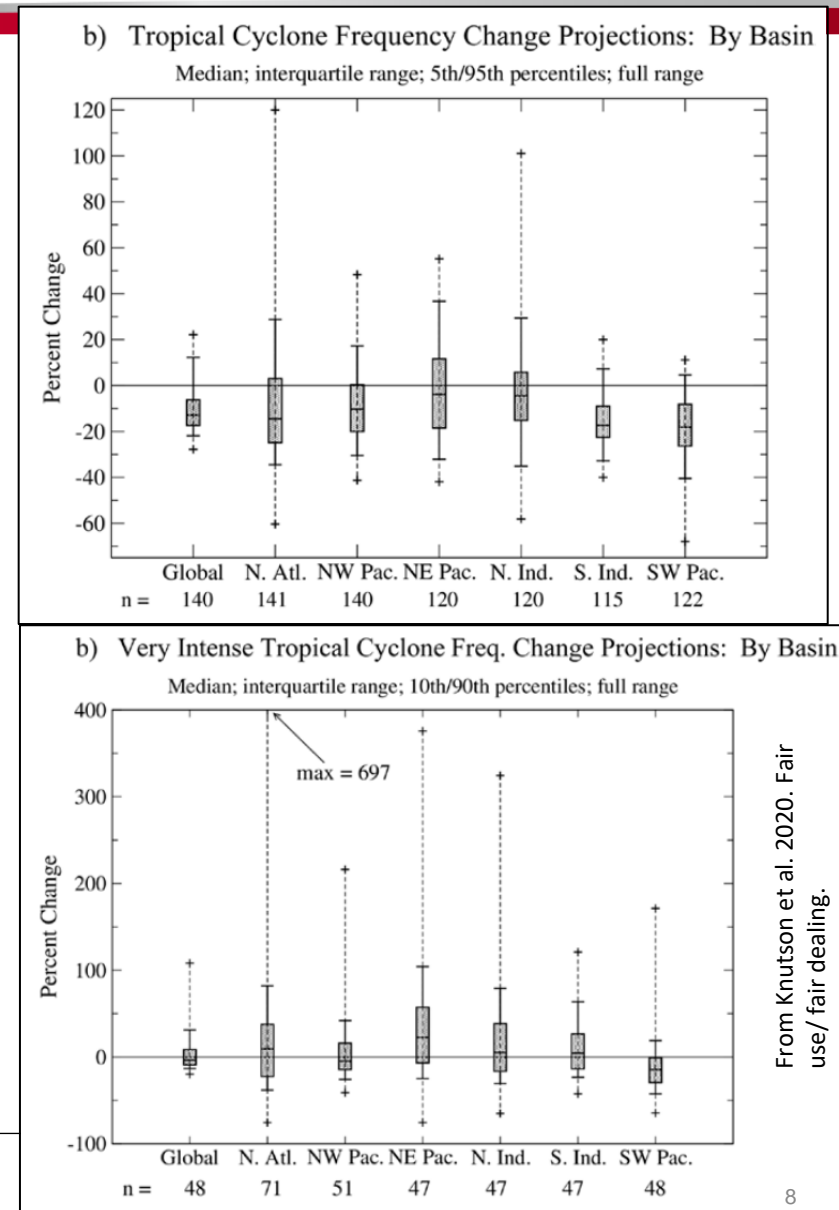 b) Tropical Cyclone Frequency Change Projections: By Basin
Median; interquartile range; 5th/95th percentiles; full range
Percent Change
120
100
80
60
40
20
0
-20
-40
-60
Global N. Atl. NW Pac. NE Pac. N. Ind. S. Ind. SW Pac.
n = 140 141 140 120 120 115 122
b) Very Intense Tropical Cyclone Freq. Change Projections: By Basin
Median; interquartile range; 10th/90th percentiles; full range
Percent Change
400
300
200
100
0
-100
max = 697
Global N. Atl. NW Pac. NE Pac. N. Ind. S. Ind. SW Pac.
n = 48 71 51 47 47 47 48
From Knutson et al. 2020. Fair
use/ fair dealing.
8